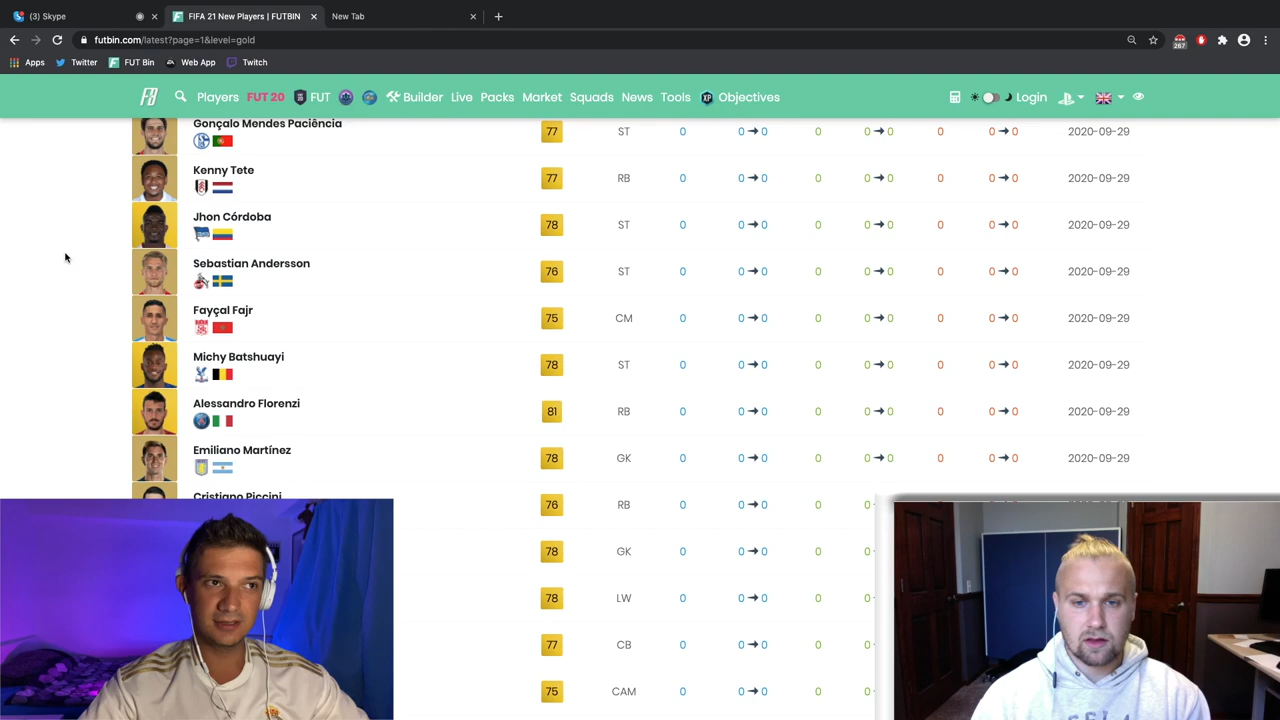 (3) Skype
FIFA 21 New Players | FUTBIN
New Tab
futbin.com/latest?page=1&level=gold
267
Apps Twitter FUT Bin Web App Twitch
Players FUT 20 FUT Builder Live Packs Market Squads News Tools XP Objectives Login
Gonçalo Mendes Paciência 77 ST 0 0 → 0 0 0 → 0 0 0 → 0 2020-09-29
Kenny Tete 77 RB 0 0 → 0 0 0 → 0 0 0 → 0 2020-09-29
Jhon Córdoba 78 ST 0 0 → 0 0 0 → 0 0 0 → 0 2020-09-29
Sebastian Andersson 76 ST 0 0 → 0 0 0 → 0 0 0 → 0 2020-09-29
Fayçal Fajr 75 CM 0 0 → 0 0 0 → 0 0 0 → 0 2020-09-29
Michy Batshuayi 78 ST 0 0 → 0 0 0 → 0 0 0 → 0 2020-09-29
Alessandro Florenzi 81 RB 0 0 → 0 0 0 → 0 0 0 → 0 2020-09-29
Emiliano Martínez 78 GK 0 0 → 0 0 0 → 0 0 0 → 0 2020-09-29
Cristiano Piccini 76 RB 0 0 → 0 0 0
78 GK 0 0 → 0 0 0
78 LW 0 0 → 0 0 0
77 CB 0 0 → 0 0 0
75 CAM 0 0 → 0 0 0